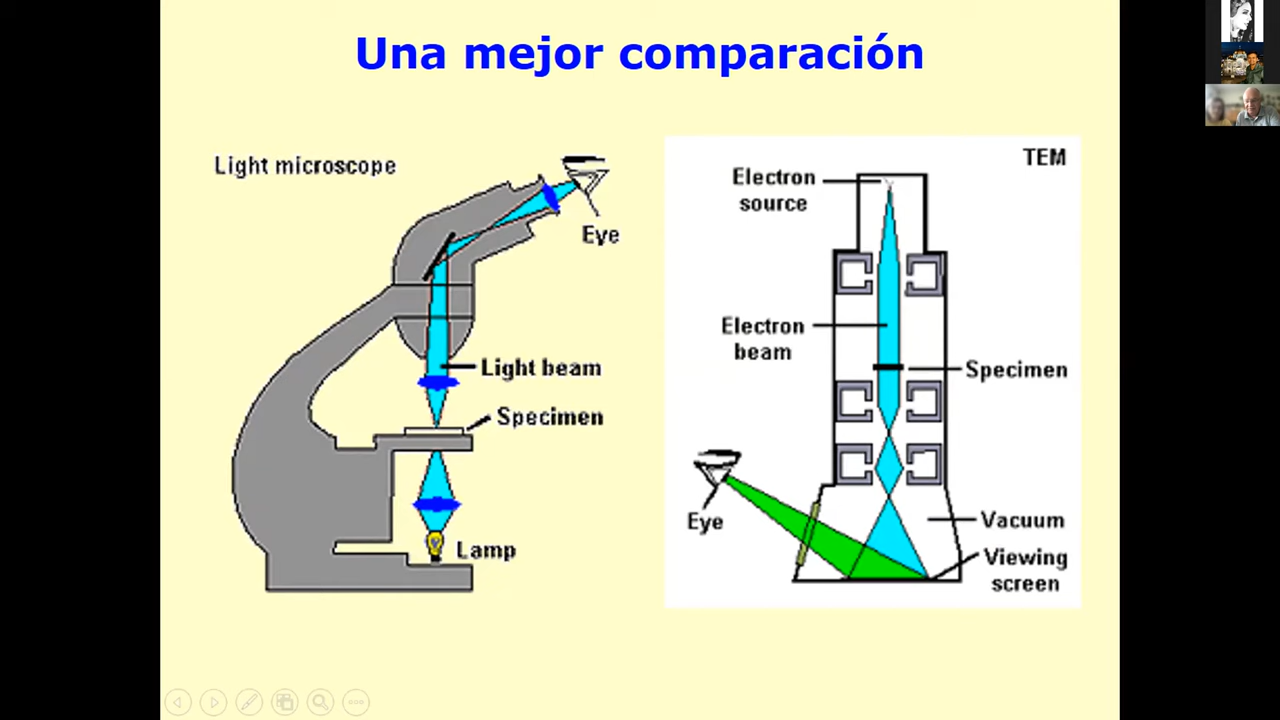 Una mejor comparación
Light microscope
Eye
Light beam
Specimen
Lamp
TEM
Electron
source
Electron
beam
Specimen
Eye
Vacuum
Viewing
screen